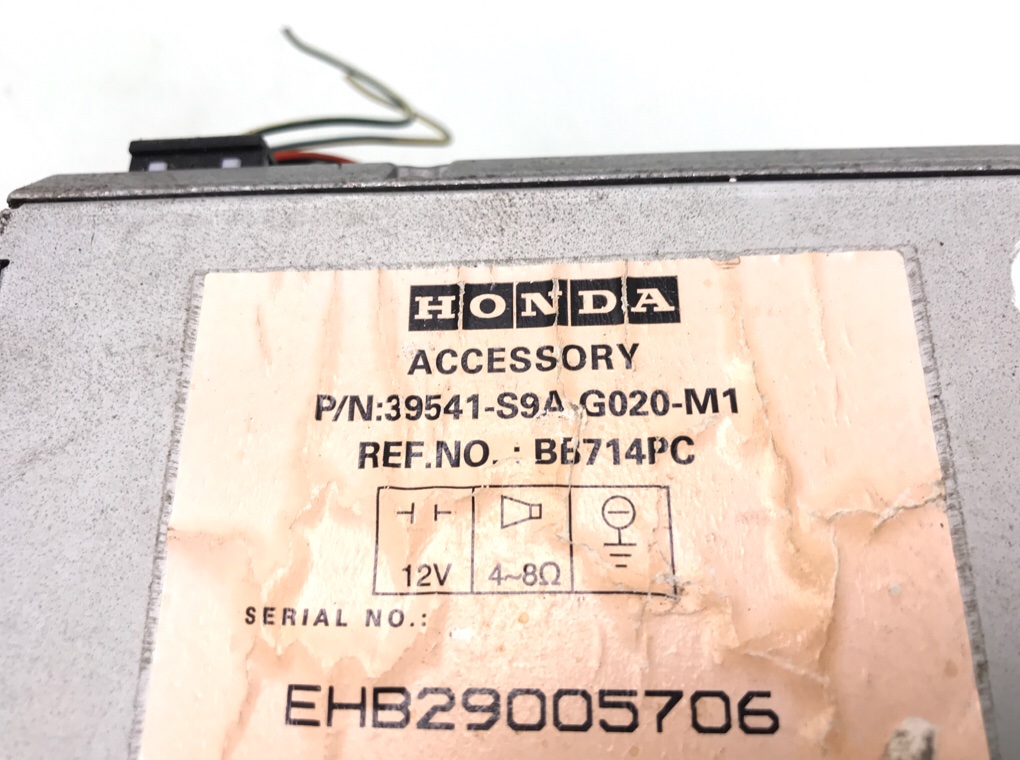 HONDA
ACCESSORY
P/N:39541-S9A-G020-M1
REF.NO. : BB714PC
12V 4~8Ω
SERIAL NO.:
EHB29005706